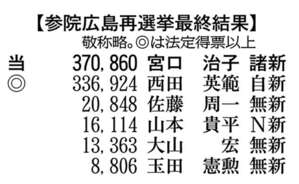 【参院広島再選挙最終結果】
敬称略。◎は法定得票以上
当 370,860 宮口 治子 諸新
◎ 336,924 西田 英範 自新
20,848 佐藤 周一 無新
16,114 山本 貴平 N新
13,363 大山 宏 無新
8,806 玉田 憲勲 無新